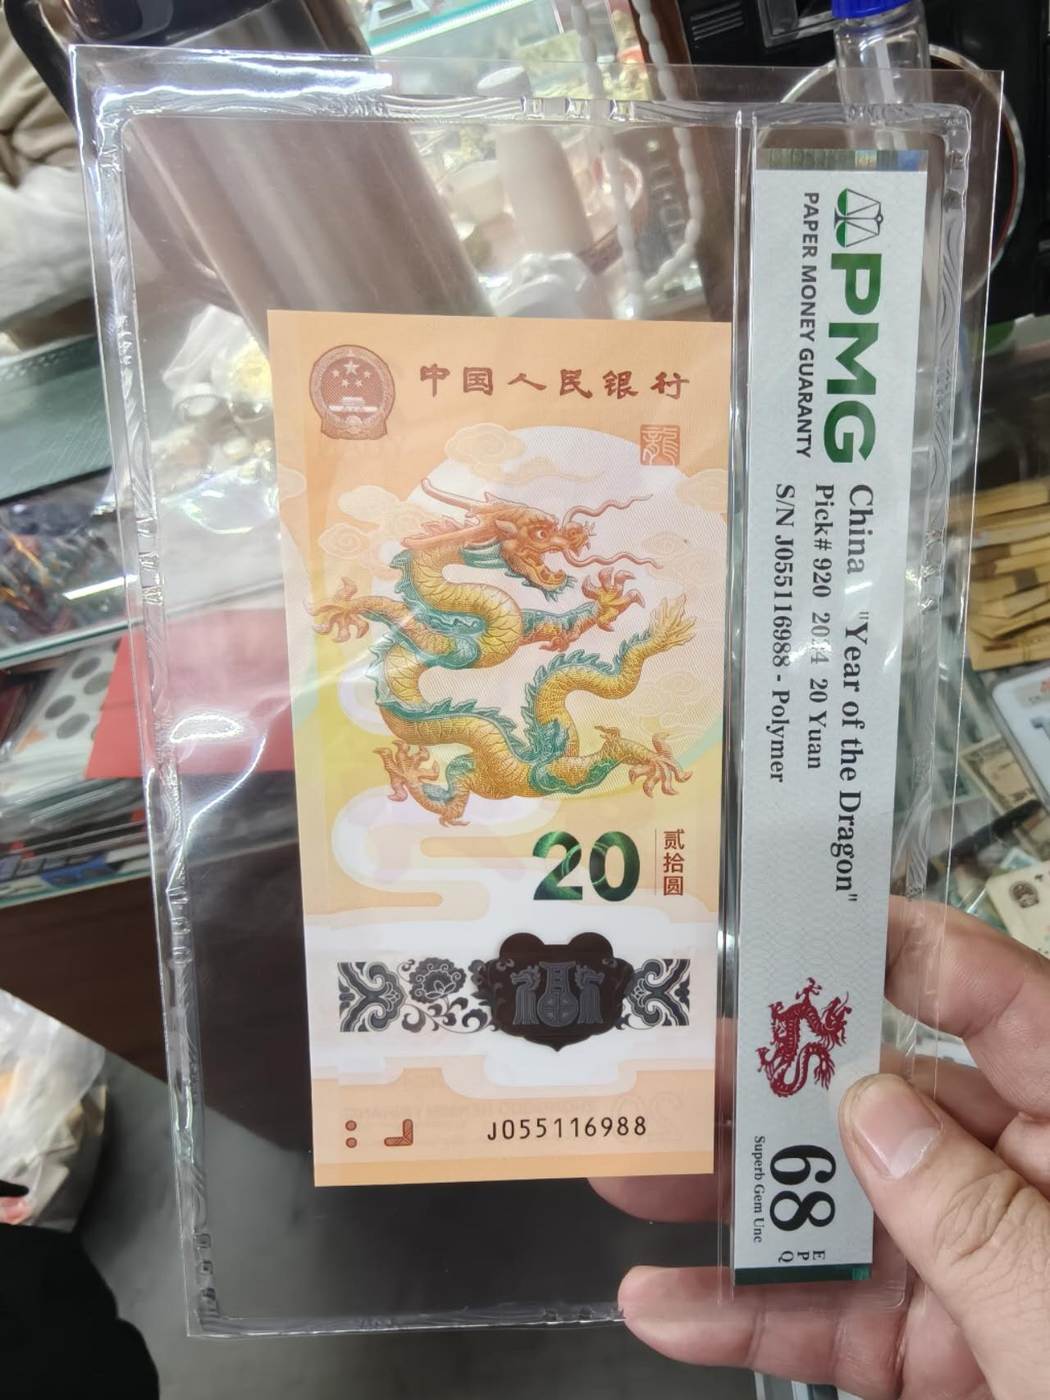 中国人民银行
龍
20
贰拾圆
J055116988
PMG
PAPER MONEY GUARANTY
China "Year of the Dragon"
Pick# 920 2024 20 Yuan
S/N J055116988 - Polymer
68
EPQ
Superb Gem Unc